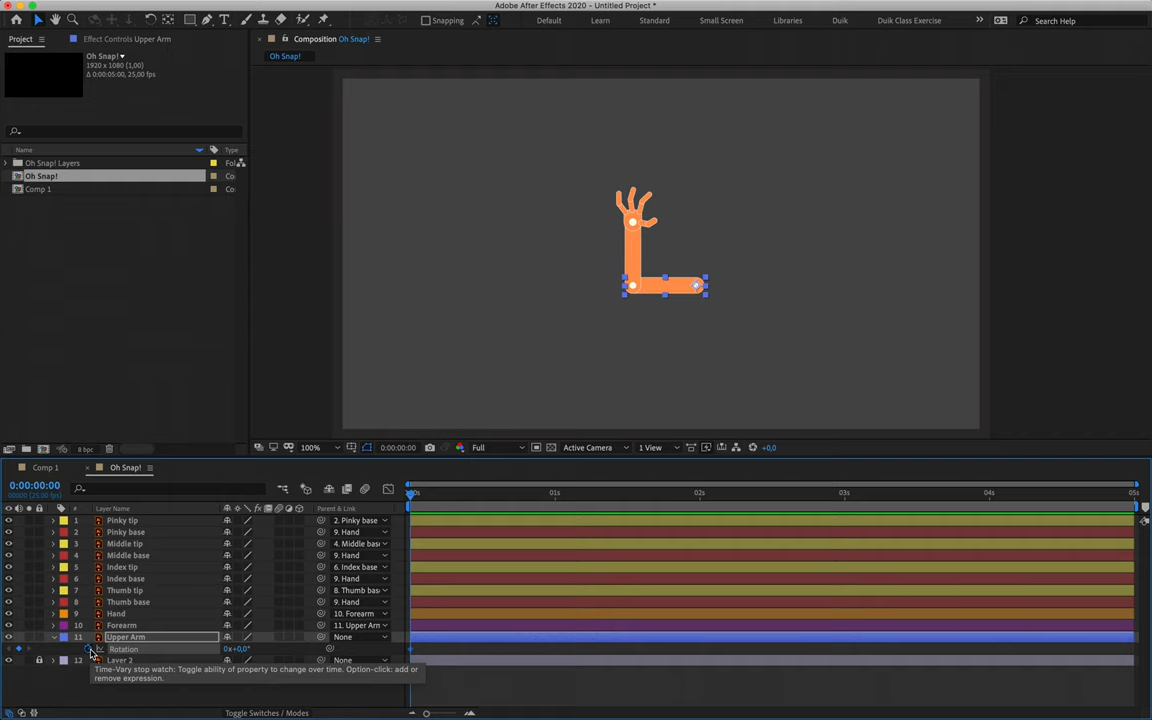 Adobe After Effects 2020 - Untitled Project *
Snapping
Default
Learn
Standard
Small Screen
Libraries
Duik
Duik Class Exercise
Search Help
Project
Effect Controls Upper Arm
Composition Oh Snap!
Oh Snap!
Oh Snap!
1920 x 1080 (1,00)
Δ 0:00:05:00, 25,00 fps
Name
Type
Oh Snap! Layers
Fol
Oh Snap!
Co
Comp 1
Co
8 bpc
100%
0:00:00:00
Full
Active Camera
1 View
+0,0
Comp 1
Oh Snap!
0:00:00:00
00000 (25.00 fps)
01s
02s
03s
04s
05s
Layer Name
Parent & Link
1 Pinky tip 2. Pinky base
2 Pinky base 9. Hand
3 Middle tip 4. Middle base
4 Middle base 9. Hand
5 Index tip 6. Index base
6 Index base 9. Hand
7 Thumb tip 8. Thumb bas
8 Thumb base 9. Hand
9 Hand 10. Forearm
10 Forearm 11. Upper Arm
11 Upper Arm None
Rotation 0x+0,0°
12 Layer 2 None
Time-Vary stop watch: Toggle ability of property to change over time. Option-click: add or
remove expression.
Toggle Switches / Modes